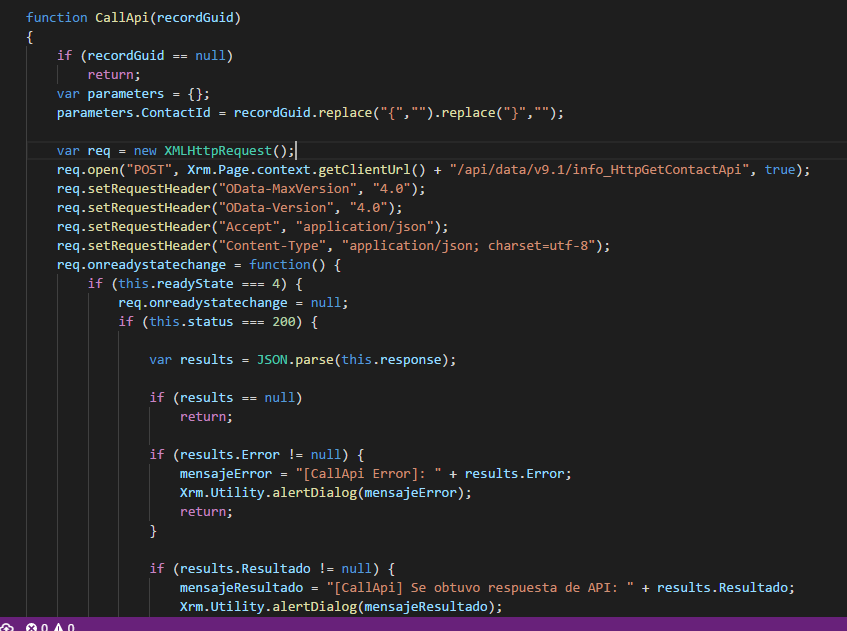 function CallApi(recordGuid)
{
if (recordGuid == null)
return;
var parameters = {};
parameters.ContactId = recordGuid.replace("{","").replace("}","");
var req = new XMLHttpRequest();
req.open("POST", Xrm.Page.context.getClientUrl() + "/api/data/v9.1/info_HttpGetContactApi", true);
req.setRequestHeader("OData-MaxVersion", "4.0");
req.setRequestHeader("OData-Version", "4.0");
req.setRequestHeader("Accept", "application/json");
req.setRequestHeader("Content-Type", "application/json; charset=utf-8");
req.onreadystatechange = function() {
if (this.readyState === 4) {
req.onreadystatechange = null;
if (this.status === 200) {
var results = JSON.parse(this.response);
if (results == null)
return;
if (results.Error != null) {
mensajeError = "[CallApi Error]: " + results.Error;
Xrm.Utility.alertDialog(mensajeError);
return;
}
if (results.Resultado != null) {
mensajeResultado = "[CallApi] Se obtuvo respuesta de API: " + results.Resultado;
Xrm.Utility.alertDialog(mensajeResultado);
0 0